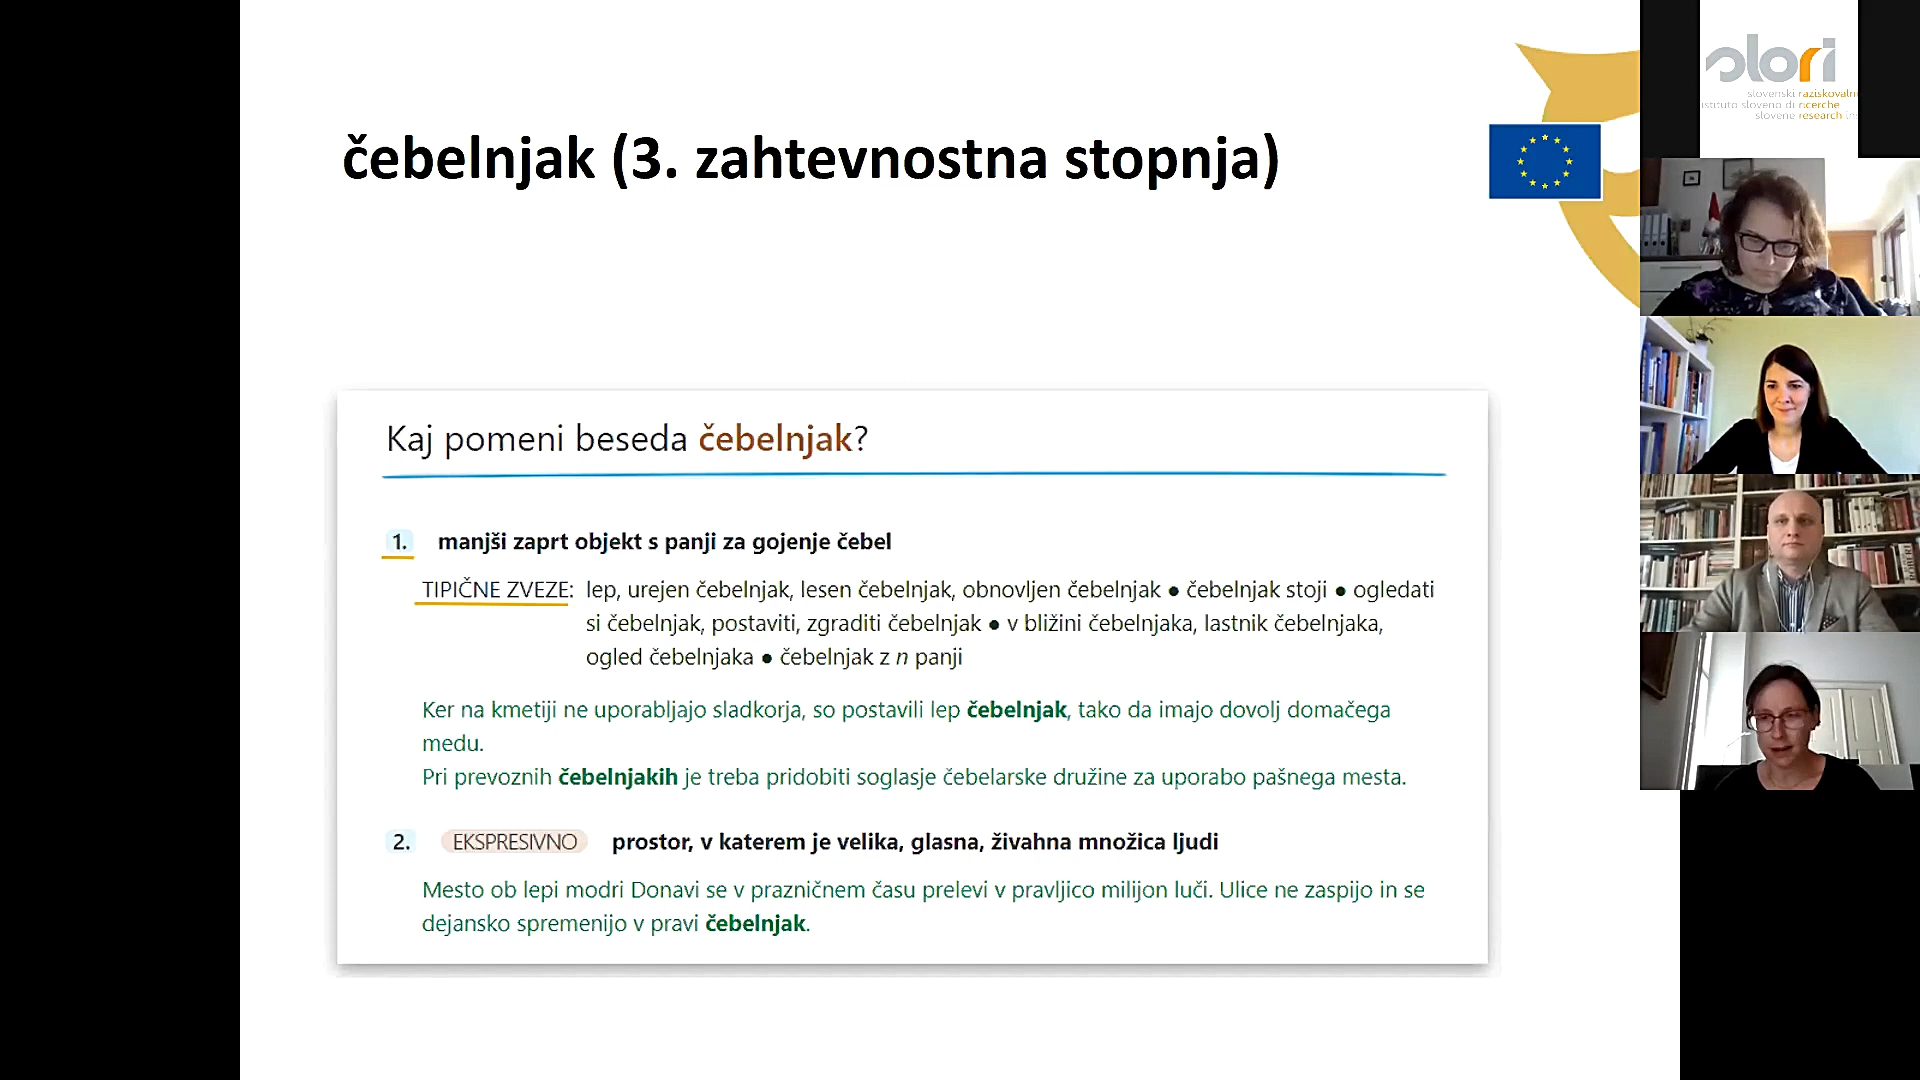 čebelnjak (3. zahtevnostna stopnja)
Kaj pomeni beseda čebelnjak?
1. manjši zaprt objekt s panji za gojenje čebel
TIPIČNE ZVEZE: lep, urejen čebelnjak, lesen čebelnjak, obnovljen čebelnjak ● čebelnjak stoji ● ogledati
si čebelnjak, postaviti, zgraditi čebelnjak ● v bližini čebelnjaka, lastnik čebelnjaka,
ogled čebelnjaka ● čebelnjak z n panji
Ker na kmetiji ne uporabljajo sladkorja, so postavili lep čebelnjak, tako da imajo dovolj domačega
medu.
Pri prevoznih čebelnjakih je treba pridobiti soglasje čebelarske družine za uporabo pašnega mesta.
2. EKSPRESIVNO prostor, v katerem je velika, glasna, živahna množica ljudi
Mesto ob lepi modri Donavi se v prazničnem času prelevi v pravljico milijon luči. Ulice ne zaspijo in se
dejansko spremenijo v pravi čebelnjak.
slori
slovenski
istituto sloveno di ricerche
slovene research